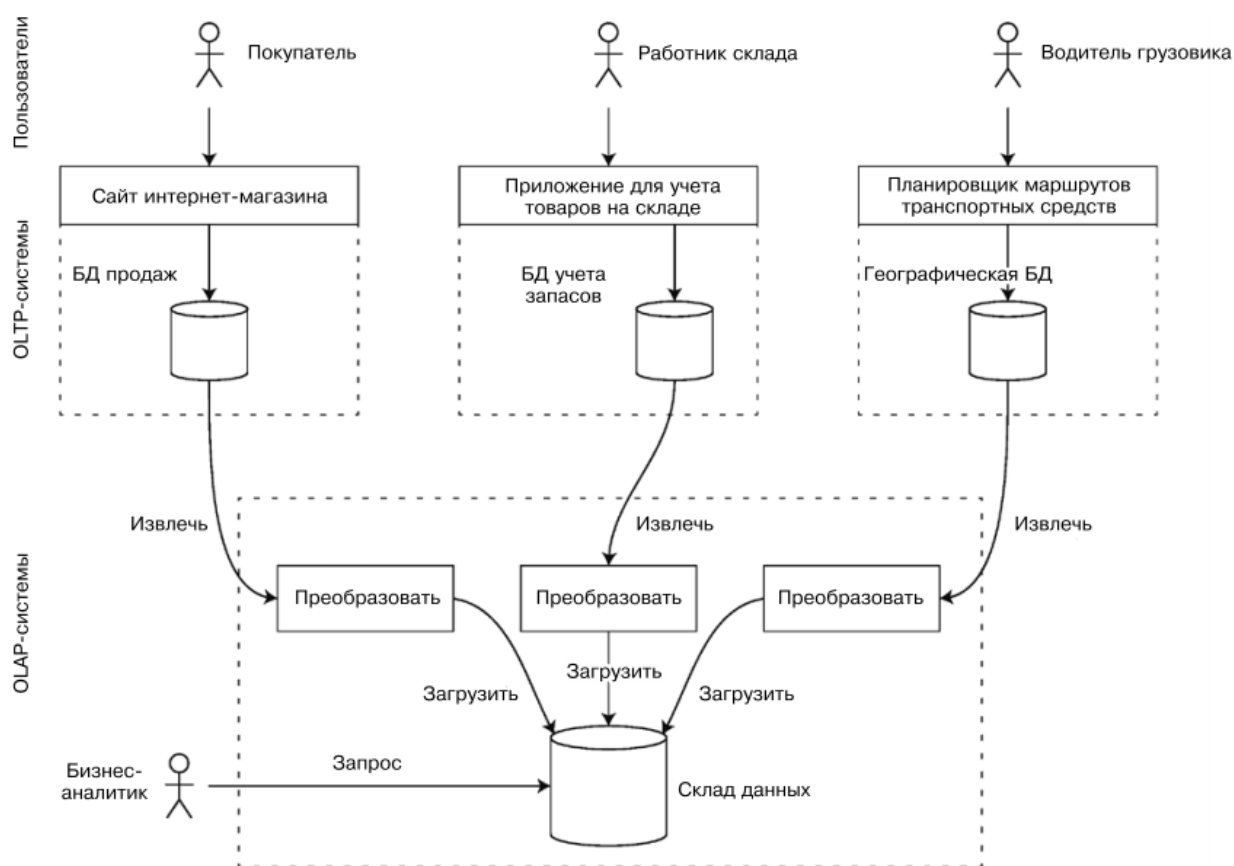 Пользователи
Покупатель
Работник склада
Водитель грузовика
OLTP-системы
Сайт интернет-магазина
Приложение для учета
товаров на складе
Планировщик маршрутов
транспортных средств
БД продаж
БД учета
запасов
Географическая БД
OLAP-системы
Извлечь
Извлечь
Извлечь
Преобразовать
Преобразовать
Преобразовать
Загрузить
Загрузить
Загрузить
Бизнес-
аналитик
Запрос
Склад данных